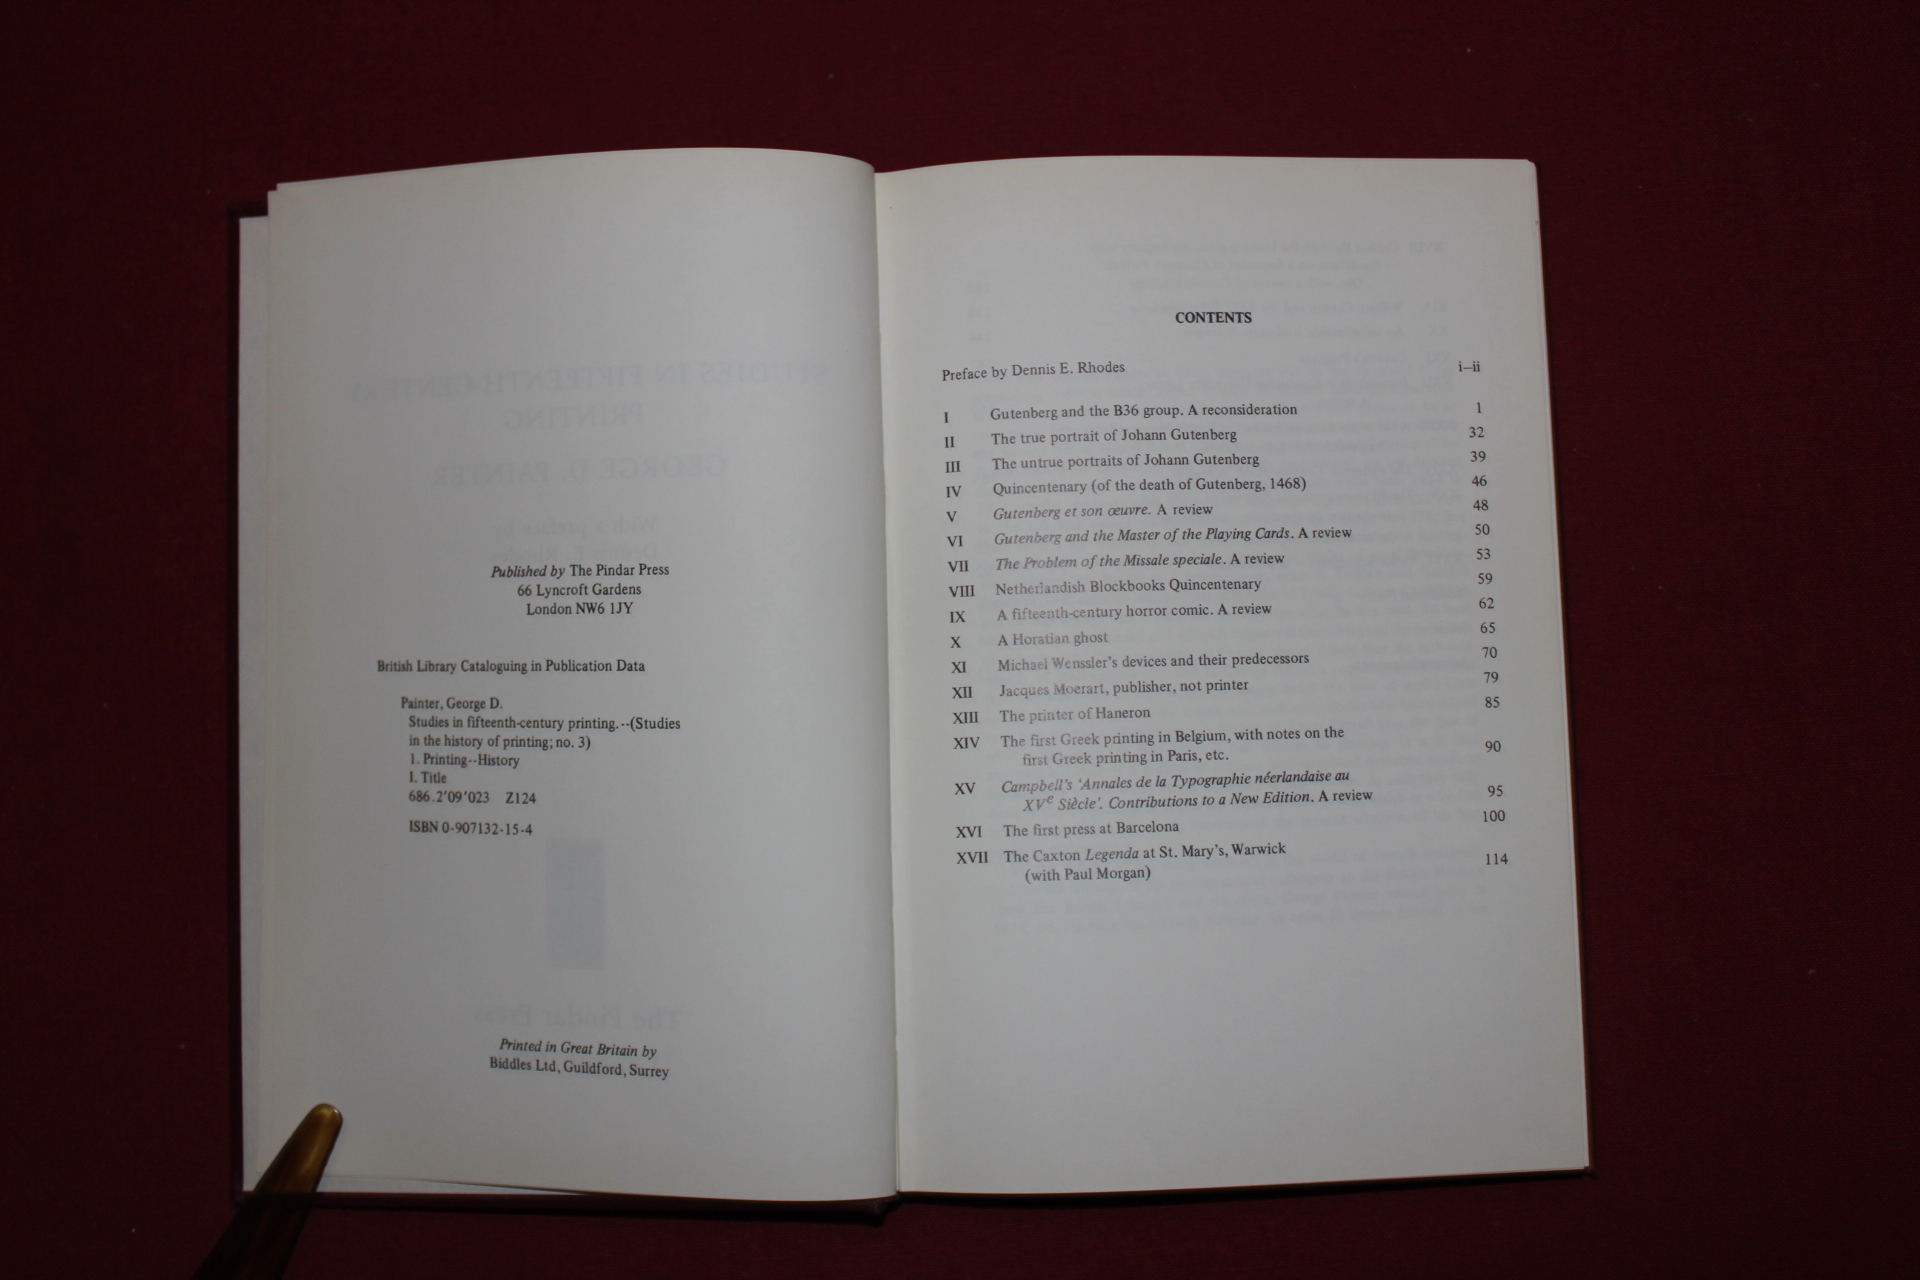 Published by The Pindar Press
66 Lyncroft Gardens
London NW6 1JY
British Library Cataloguing in Publication Data
Painter, George D.
Studies in fifteenth-century printing.--(Studies
in the history of printing; no. 3)
1. Printing--History
I. Title
686.2'09'023 Z124
ISBN 0-907132-15-4
Printed in Great Britain by
Biddles Ltd, Guildford, Surrey
CONTENTS
Preface by Dennis E. Rhodes i–ii
I Gutenberg and the B36 group. A reconsideration 1
II The true portrait of Johann Gutenberg 32
III The untrue portraits of Johann Gutenberg 39
IV Quincentenary (of the death of Gutenberg, 1468) 46
V Gutenberg et son œuvre. A review 48
VI Gutenberg and the Master of the Playing Cards. A review 50
VII The Problem of the Missale speciale. A review 53
VIII Netherlandish Blockbooks Quincentenary 59
IX A fifteenth-century horror comic. A review 62
X A Horatian ghost 65
XI Michael Wenssler's devices and their predecessors 70
XII Jacques Moerart, publisher, not printer 79
XIII The printer of Haneron 85
XIV The first Greek printing in Belgium, with notes on the
first Greek printing in Paris, etc. 90
XV Campbell's 'Annales de la Typographie néerlandaise au
XVe Siècle'. Contributions to a New Edition. A review 95
XVI The first press at Barcelona 100
XVII The Caxton Legenda at St. Mary's, Warwick
(with Paul Morgan) 114